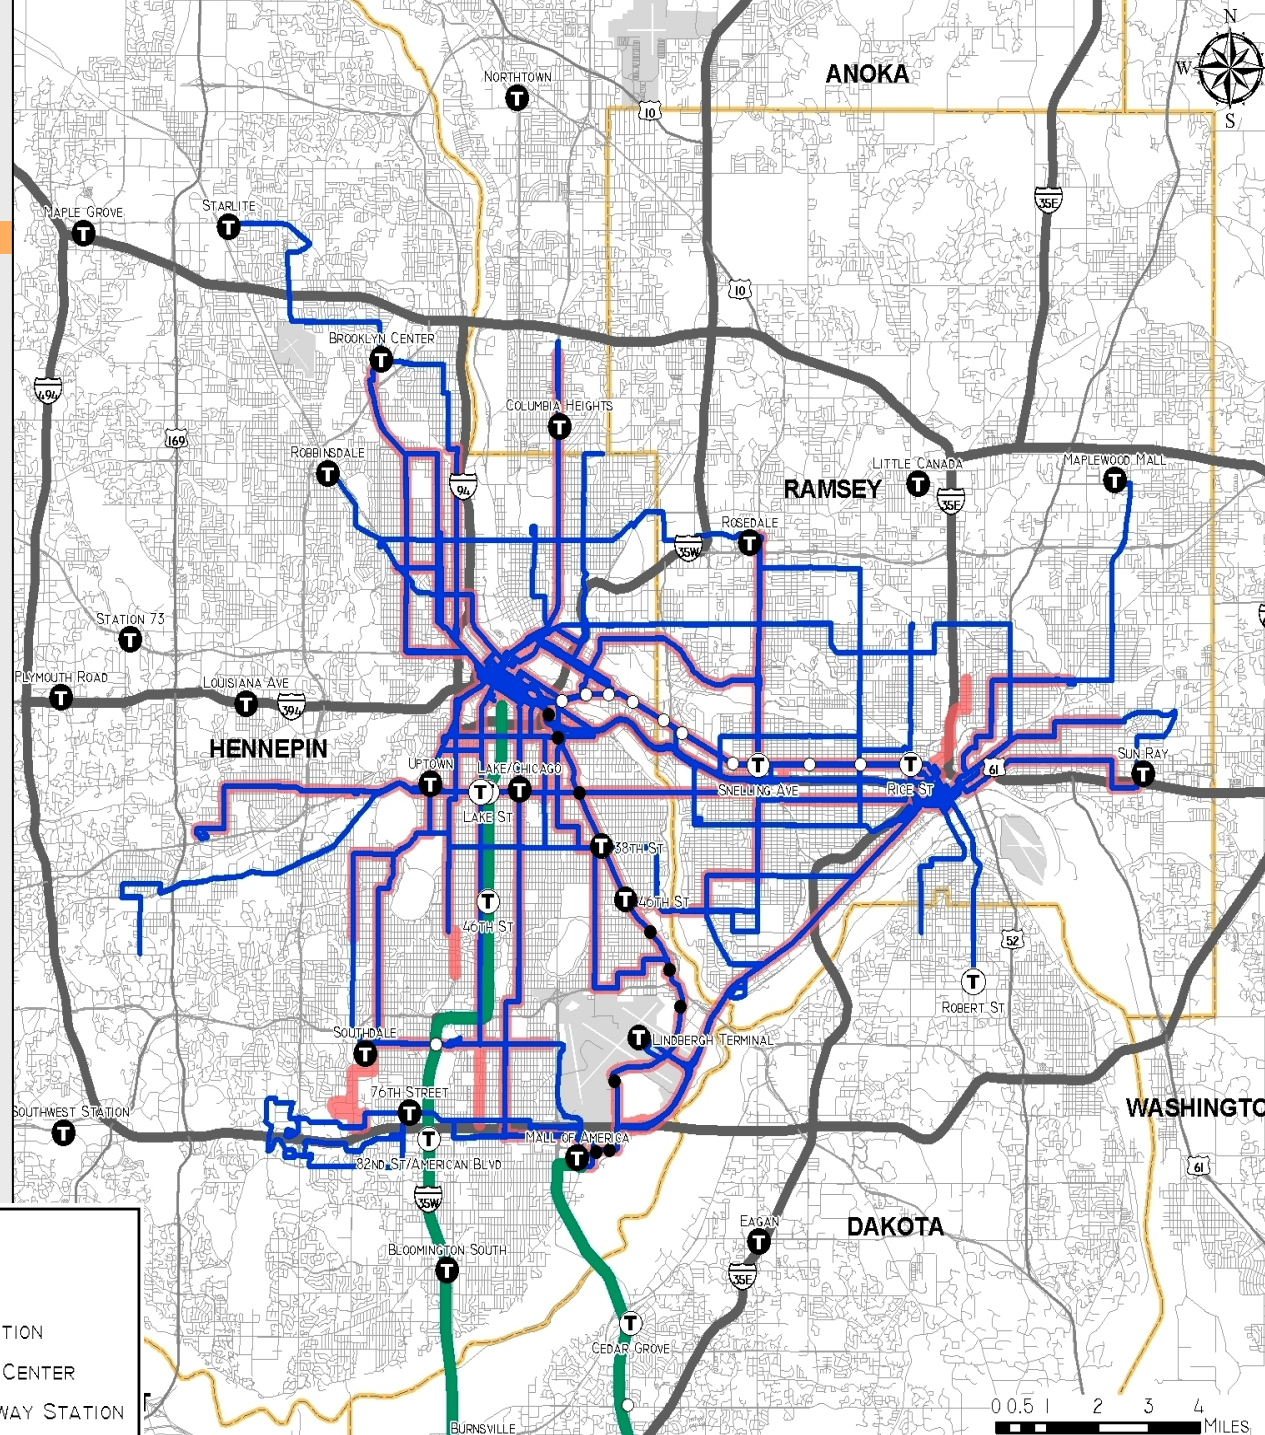 N
W
S
ANOKA
NORTHTOWN
T
10
35E
MAPLE GROVE
T
STARLITE
T
10
BROOKLYN CENTER
T
494
COLUMBIA HEIGHTS
T
169
ROBBINSDALE
T
94
RAMSEY
LITTLE CANADA
T
35E
MAPLEWOOD MALL
T
ROSEDALE
T
35W
STATION 73
T
PLYMOUTH ROAD
T
LOUISIANA AVE
T
394
HENNEPIN
UPTOWN
T
LAKE/CHICAGO
T
T
LAKE ST
SNELLING AVE
T
RICE ST
T
61
SUN RAY
T
T
38TH ST
T
46TH ST
T
46TH ST
52
T
ROBERT ST
SOUTHDALE
T
T
LINDBERGH TERMINAL
76TH STREET
T
SOUTHWEST STATION
T
WASHINGTO
MALL OF AMERICA
T
T
82ND ST/AMERICAN BLVD
61
35W
EAGAN
T
DAKOTA
BLOOMINGTON SOUTH
T
35E
T
CEDAR GROVE
TION
CENTER
WAY STATION
BURNSVILLE
0 0.5 1 2 3 4
MILES